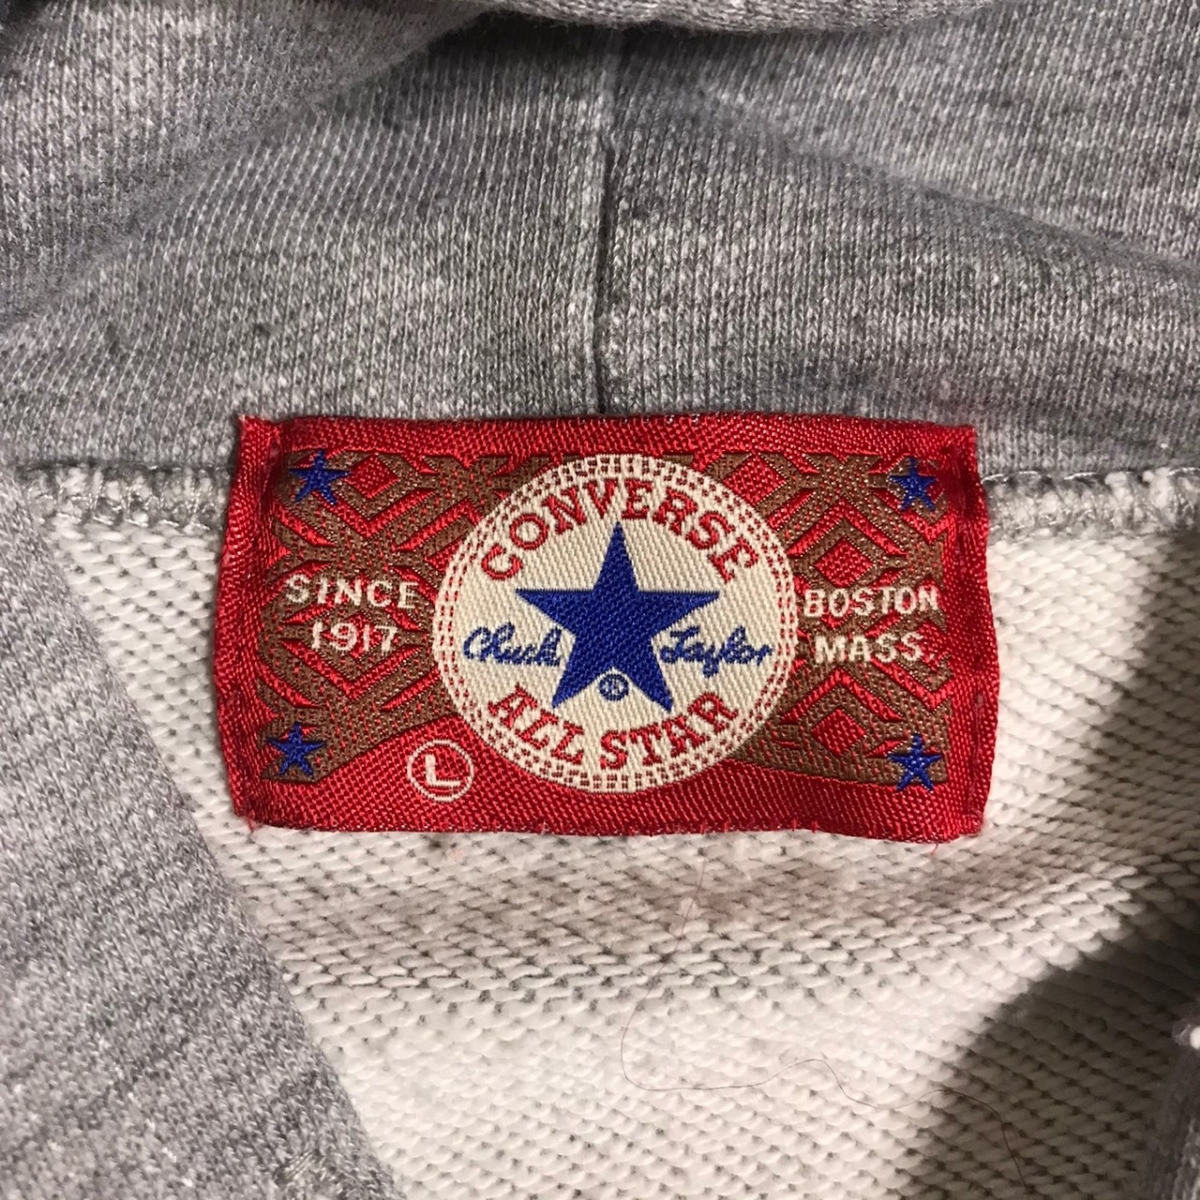 CONVERSE
SINCE
1917
Chuck Taylor
BOSTON
MASS.
®
ALL STAR
L